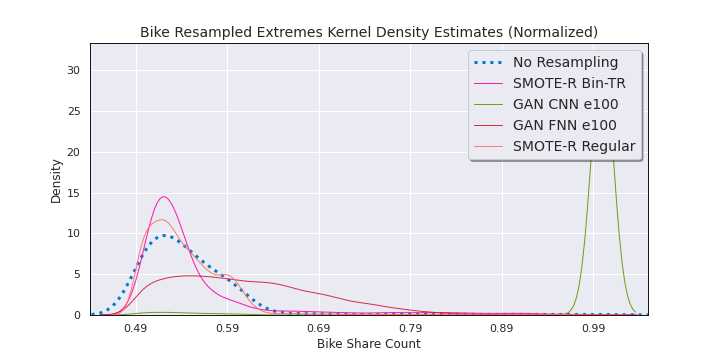 Bike Resampled Extremes Kernel Density Estimates (Normalized)
No Resampling
SMOTE-R Bin-TR
GAN CNN e100
GAN FNN e100
SMOTE-R Regular
Density
30
25
20
15
10
5
0
0.49 0.59 0.69 0.79 0.89 0.99
Bike Share Count